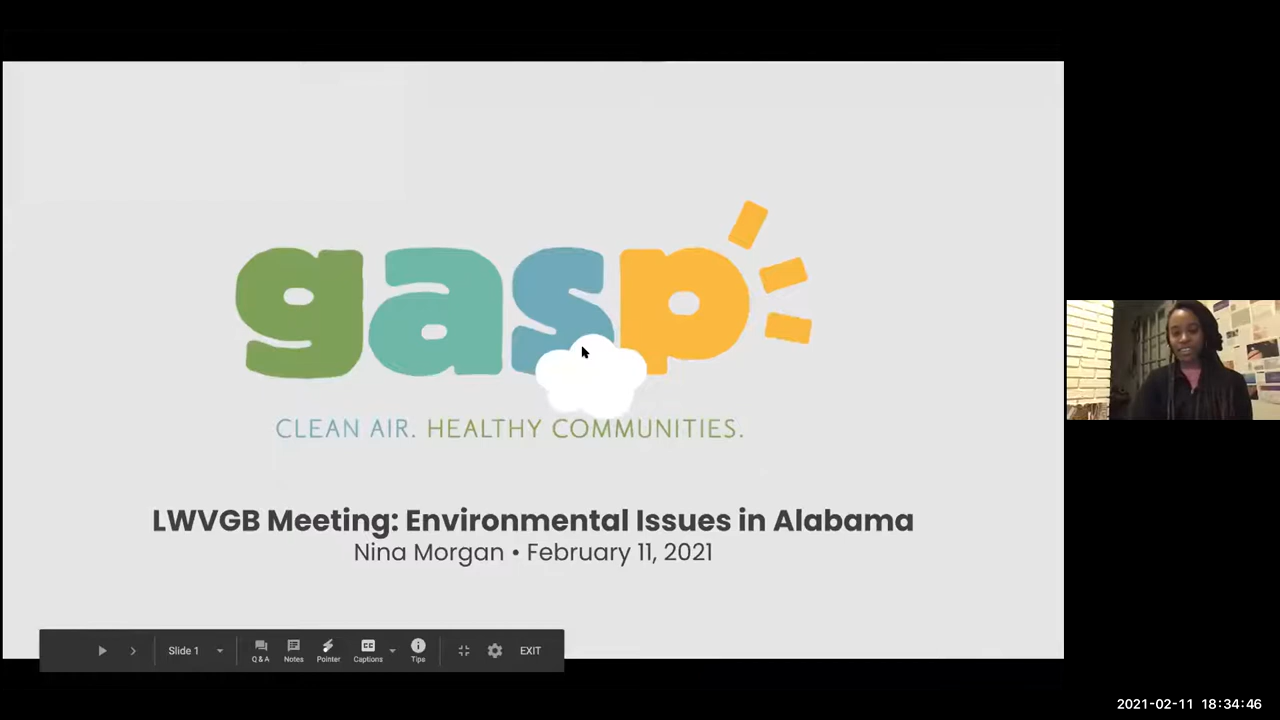 gasp
CLEAN AIR. HEALTHY COMMUNITIES.
LWVGB Meeting: Environmental Issues in Alabama
Nina Morgan • February 11, 2021
Slide 1
Q & A
Notes
Pointer
CC
Captions
Tips
EXIT
2021-02-11 18:34:46